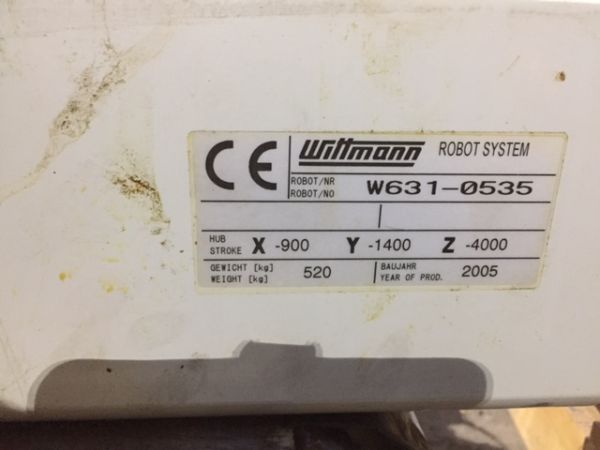 CE Wittmann ROBOT SYSTEM
ROBOT/NR
ROBOT/NO W631-0535
HUB
STROKE X -900 Y -1400 Z -4000
GEWICHT [kg]
WEIGHT [kg] 520
BAUJAHR
YEAR OF PROD. 2005